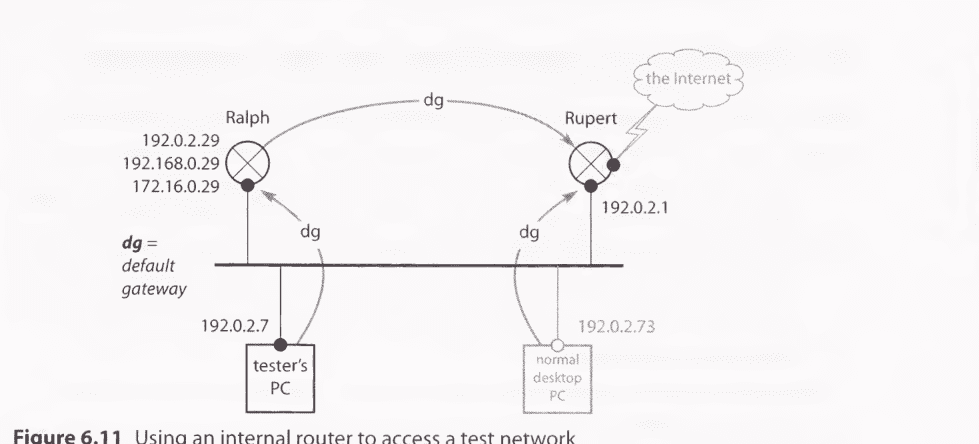 the Internet
dg
Ralph
Rupert
192.0.2.29
192.168.0.29
172.16.0.29
192.0.2.1
dg
dg
dg =
default
gateway
192.0.2.7
192.0.2.73
tester's
PC
normal
desktop
PC
Figure 6.11 Using an internal router to access a test network